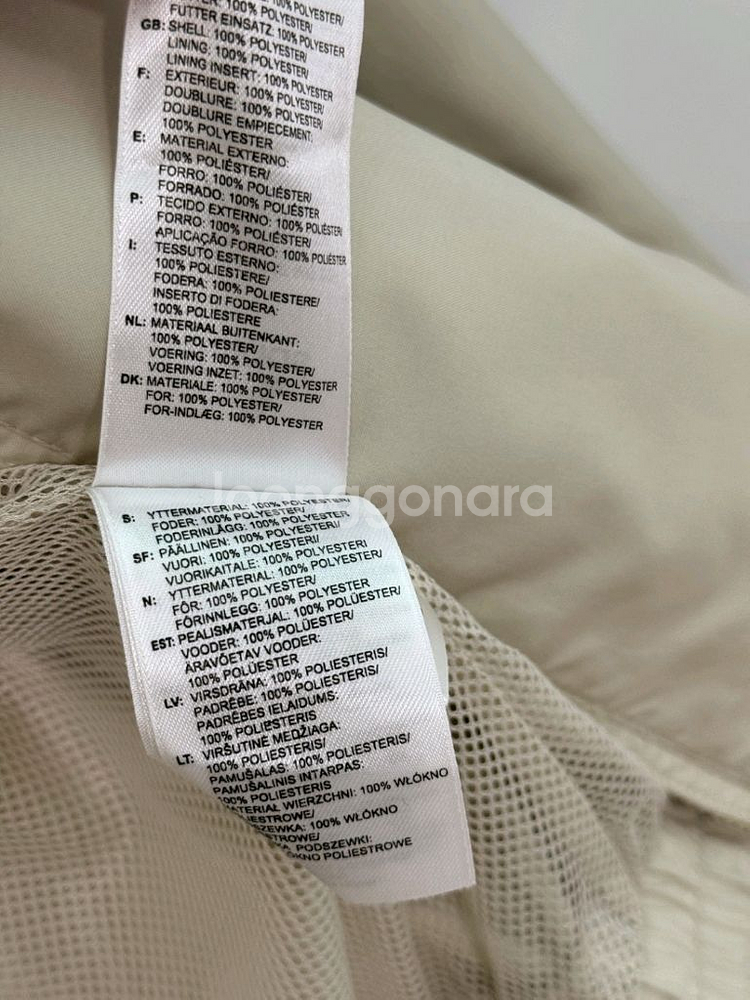 FUTTER EINSATZ: 100% POLYESTER
GB: SHELL: 100% POLYESTER/
LINING: 100% POLYESTER/
LINING INSERT: 100% POLYESTER
F: EXTERIEUR: 100% POLYESTER/
DOUBLURE: 100% POLYESTER/
DOUBLURE EMPIECEMENT:
100% POLYESTER
E: MATERIAL EXTERNO:
100% POLIÉSTER/
FORRO: 100% POLIÉSTER/
FORRADO: 100% POLIÉSTER
P: TECIDO EXTERNO: 100% POLIÉSTER/
FORRO: 100% POLIÉSTER/
APLICAÇÃO FORRO: 100% POLIÉSTER
I: TESSUTO ESTERNO:
100% POLIESTERE/
FODERA: 100% POLIESTERE/
INSERTO DI FODERA:
100% POLIESTERE
NL: MATERIAAL BUITENKANT:
100% POLYESTER/
VOERING: 100% POLYESTER/
VOERING INZET: 100% POLYESTER
DK: MATERIALE: 100% POLYESTER/
FOR: 100% POLYESTER/
FOR-INDLÆG: 100% POLYESTER
S: YTTERMATERIAL: 100% POLYESTER/
FODER: 100% POLYESTER/
FODERINLÄGG: 100% POLYESTER
SF: PÄÄLLINEN: 100% POLYESTERI/
VUORI: 100% POLYESTERI/
VUORIKAITALE: 100% POLYESTERI
N: YTTERMATERIAL: 100% POLYESTER/
FÔR: 100% POLYESTER/
FÔRINNLEGG: 100% POLYESTER
EST: PEALISMATERJAL: 100% POLÜESTER/
VOODER: 100% POLÜESTER/
ÄRAVÕETAV VOODER:
100% POLÜESTER
LV: VIRSDRĀNA: 100% POLIESTERIS/
PADRĒBE: 100% POLIESTERIS/
PADRĒBES IELAIDUMS:
100% POLIESTERIS
LT: VIRŠUTINĖ MEDŽIAGA:
100% POLIESTERIS/
PAMUŠALAS: 100% POLIESTERIS/
PAMUŠALINIS INTARPAS:
100% POLIESTERIS
WIERZCHNI: 100% WŁÓKNO
100% WŁÓKNO
PODSZEWKI:
POLIESTROWE